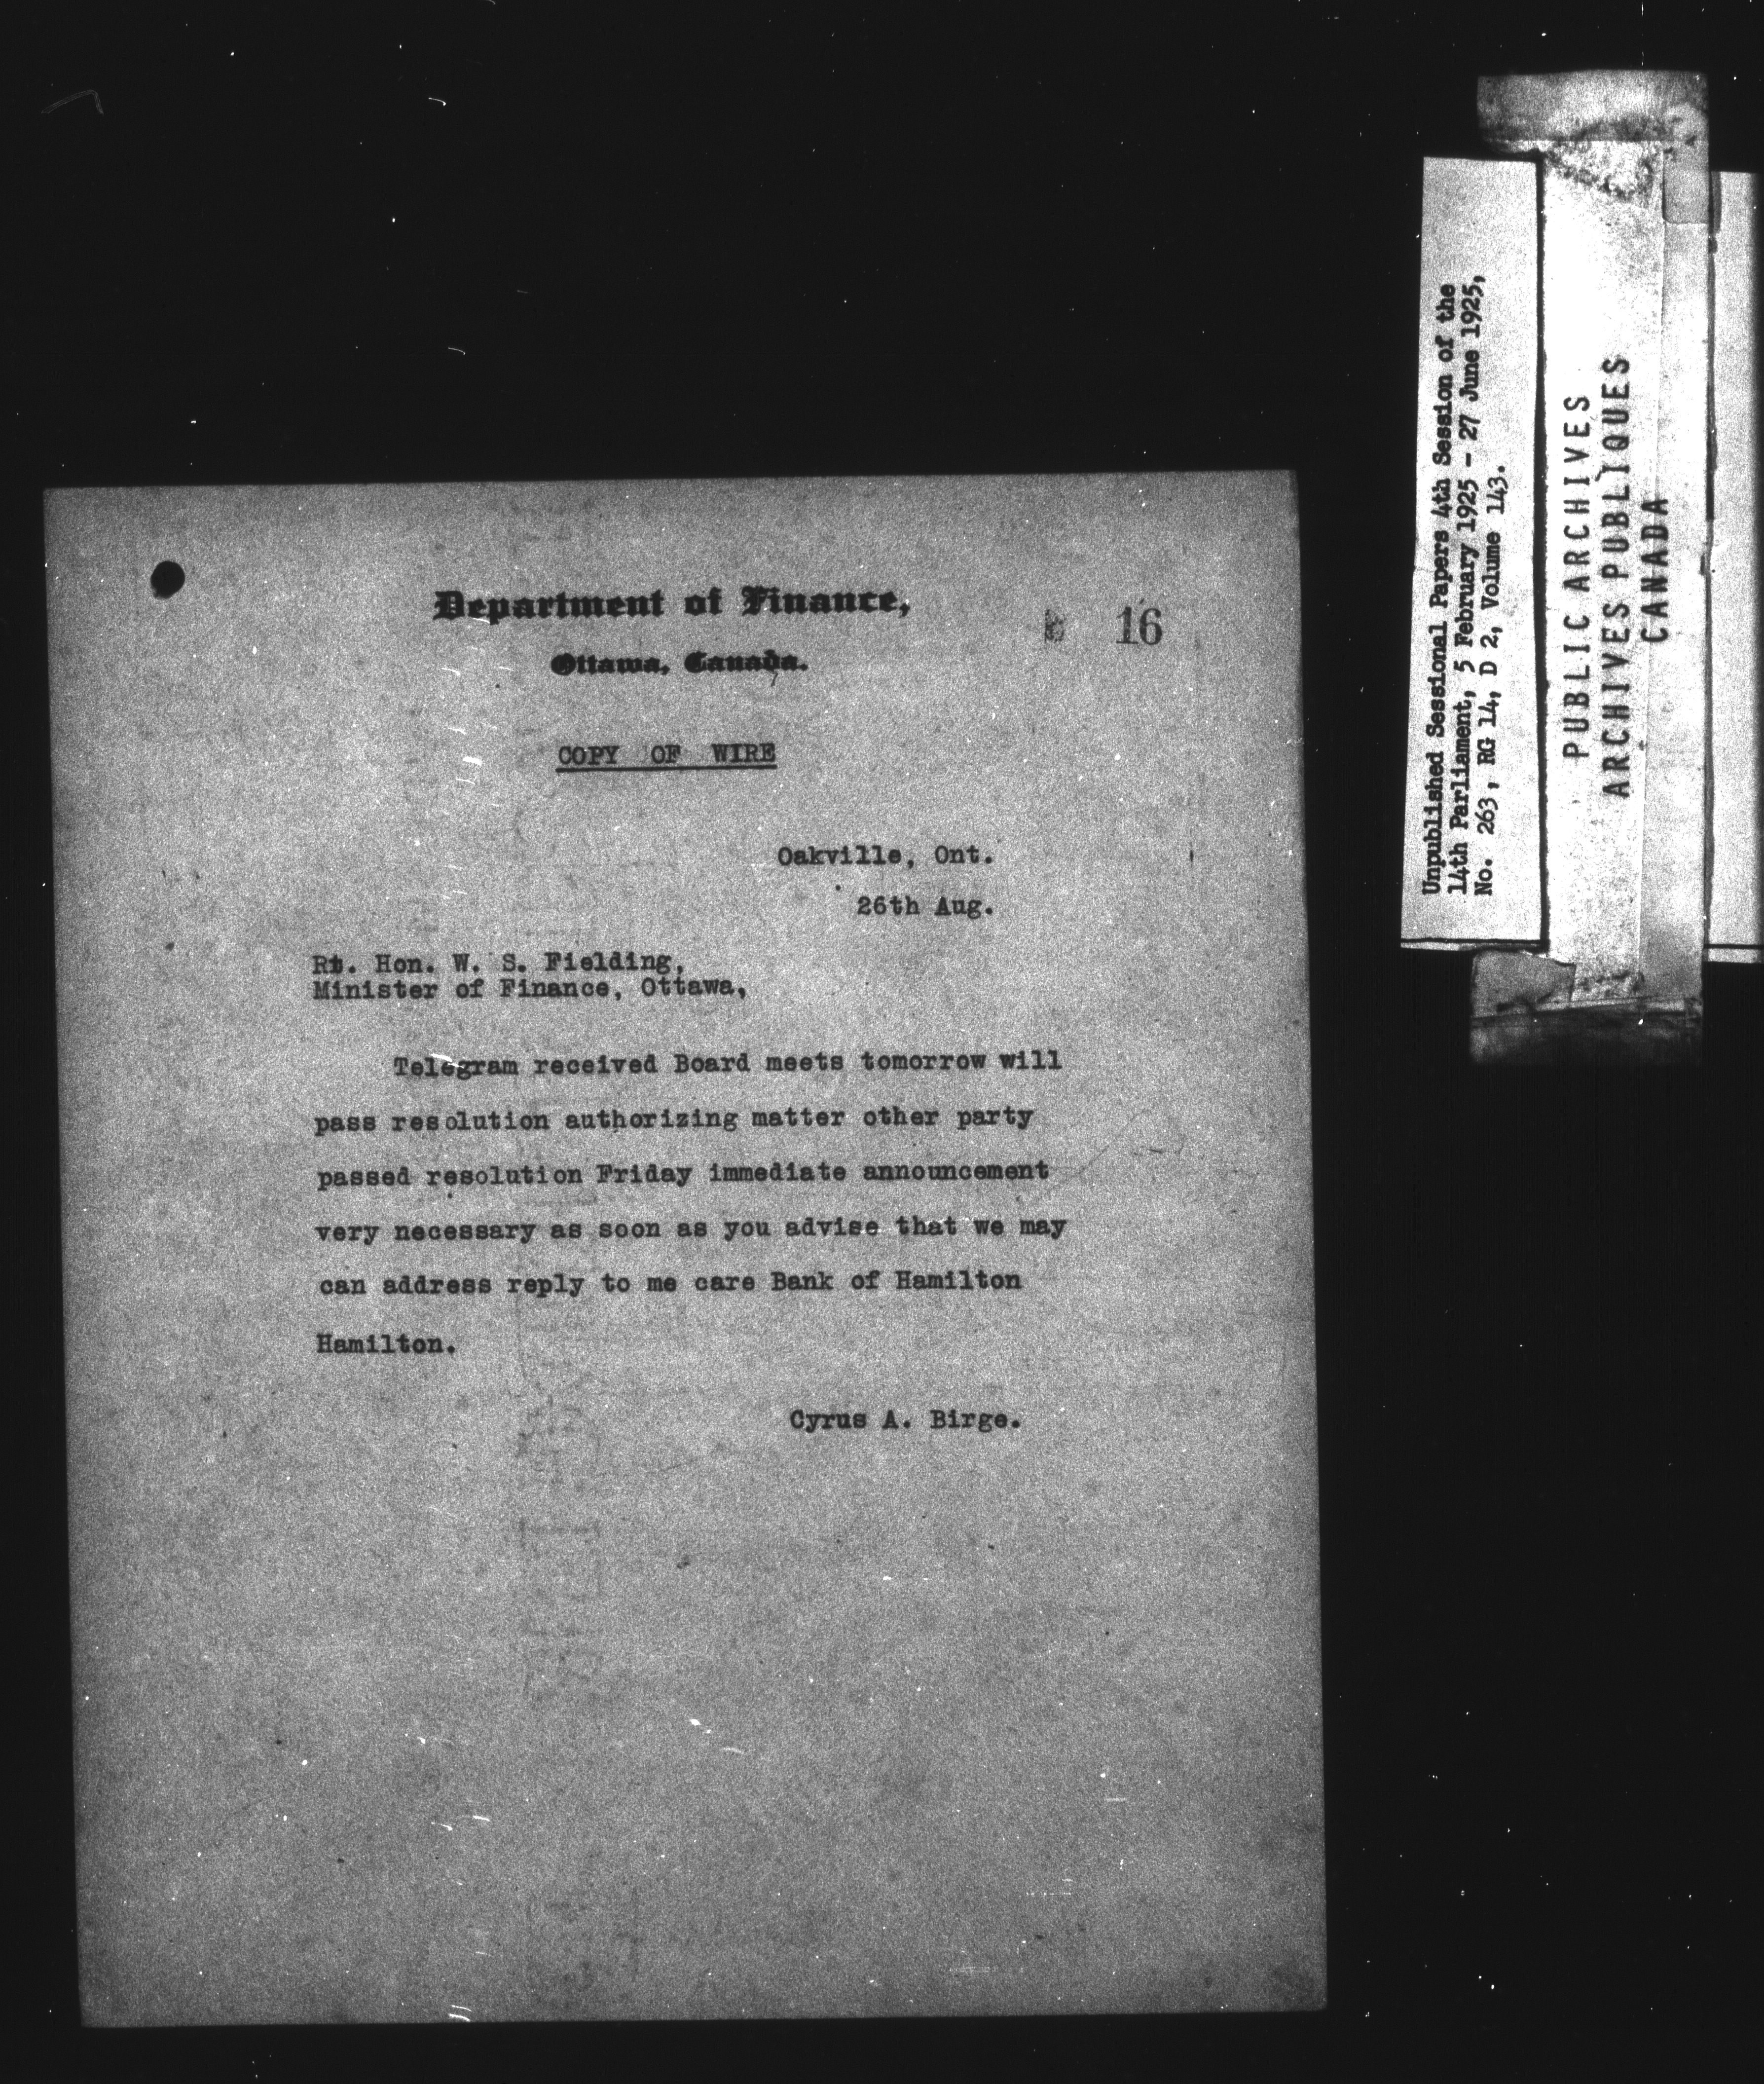 Department of Finance,
Ottawa, Canada.
16
COPY OF WIRE
Oakville, Ont.
26th Aug.
Rt. Hon. W. S. Fielding,
Minister of Finance, Ottawa,
Telegram received Board meets tomorrow will
pass resolution authorizing matter other party
passed resolution Friday immediate announcement
very necessary as soon as you advise that we may
can address reply to me care Bank of Hamilton
Hamilton.
Cyrus A. Birge.
Unpublished Sessional Papers 4th Session of the
14th Parliament, 5 February 1925 - 27 June 1925,
No. 263, RG 14, D 2, Volume 143.
PUBLIC ARCHIVES
ARCHIVES PUBLIQUES
CANADA